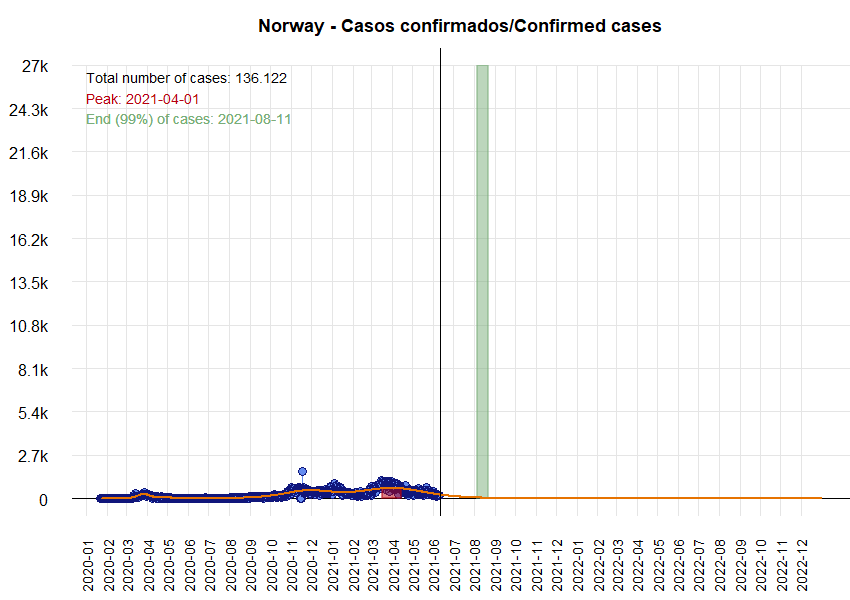 Norway - Casos confirmados/Confirmed cases
27k
24.3k
21.6k
18.9k
16.2k
13.5k
10.8k
8.1k
5.4k
2.7k
0
Total number of cases: 136.122
Peak: 2021-04-01
End (99%) of cases: 2021-08-11
2020-01
2020-02
2020-03
2020-04
2020-05
2020-06
2020-07
2020-08
2020-09
2020-10
2020-11
2020-12
2021-01
2021-02
2021-03
2021-04
2021-05
2021-06
2021-07
2021-08
2021-09
2021-10
2021-11
2021-12
2022-01
2022-02
2022-03
2022-04
2022-05
2022-06
2022-07
2022-08
2022-09
2022-10
2022-11
2022-12